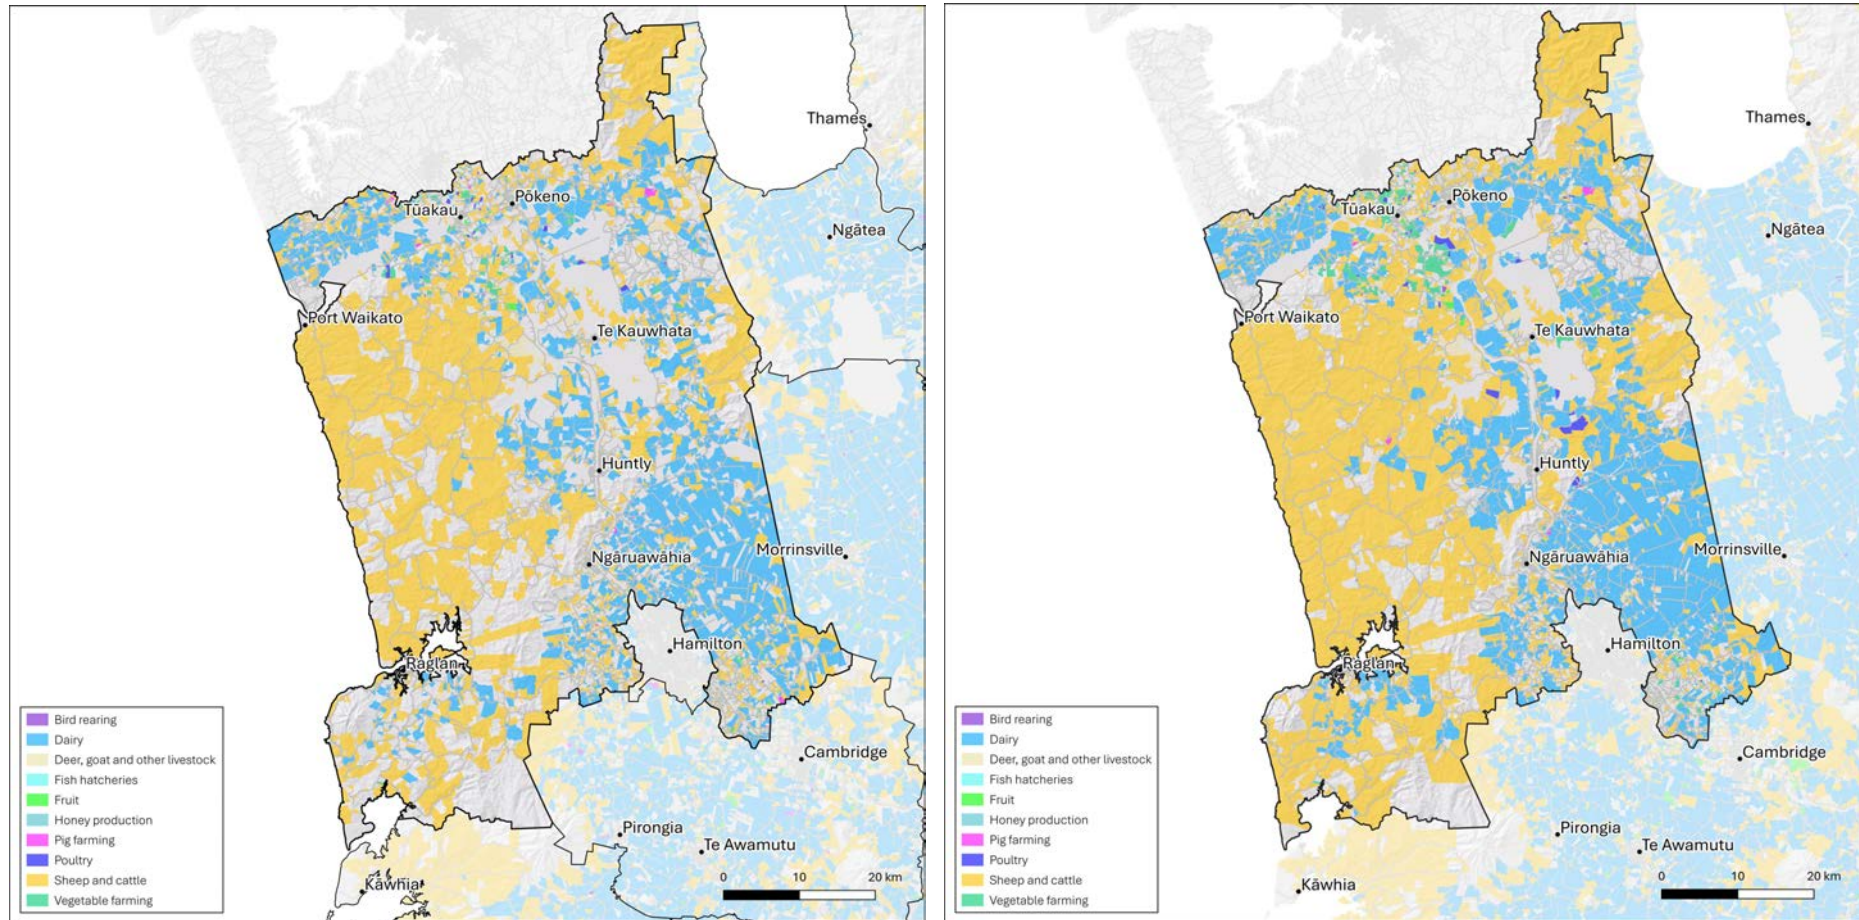 Thames
Pōkeno
Tūakau
Ngātea
Port Waikato
Te Kauwhata
Huntly
Morrinsville
Ngāruawāhia
Hamilton
Raglan
Cambridge
Pirongia
Te Awamutu
Kāwhia
Bird rearing
Dairy
Deer, goat and other livestock
Fish hatcheries
Fruit
Honey production
Pig farming
Poultry
Sheep and cattle
Vegetable farming
0 10 20 km
Thames
Pōkeno
Tūakau
Ngātea
Port Waikato
Te Kauwhata
Huntly
Morrinsville
Ngāruawāhia
Hamilton
Raglan
Cambridge
Pirongia
Te Awamutu
Kāwhia
Bird rearing
Dairy
Deer, goat and other livestock
Fish hatcheries
Fruit
Honey production
Pig farming
Poultry
Sheep and cattle
Vegetable farming
0 10 20 km